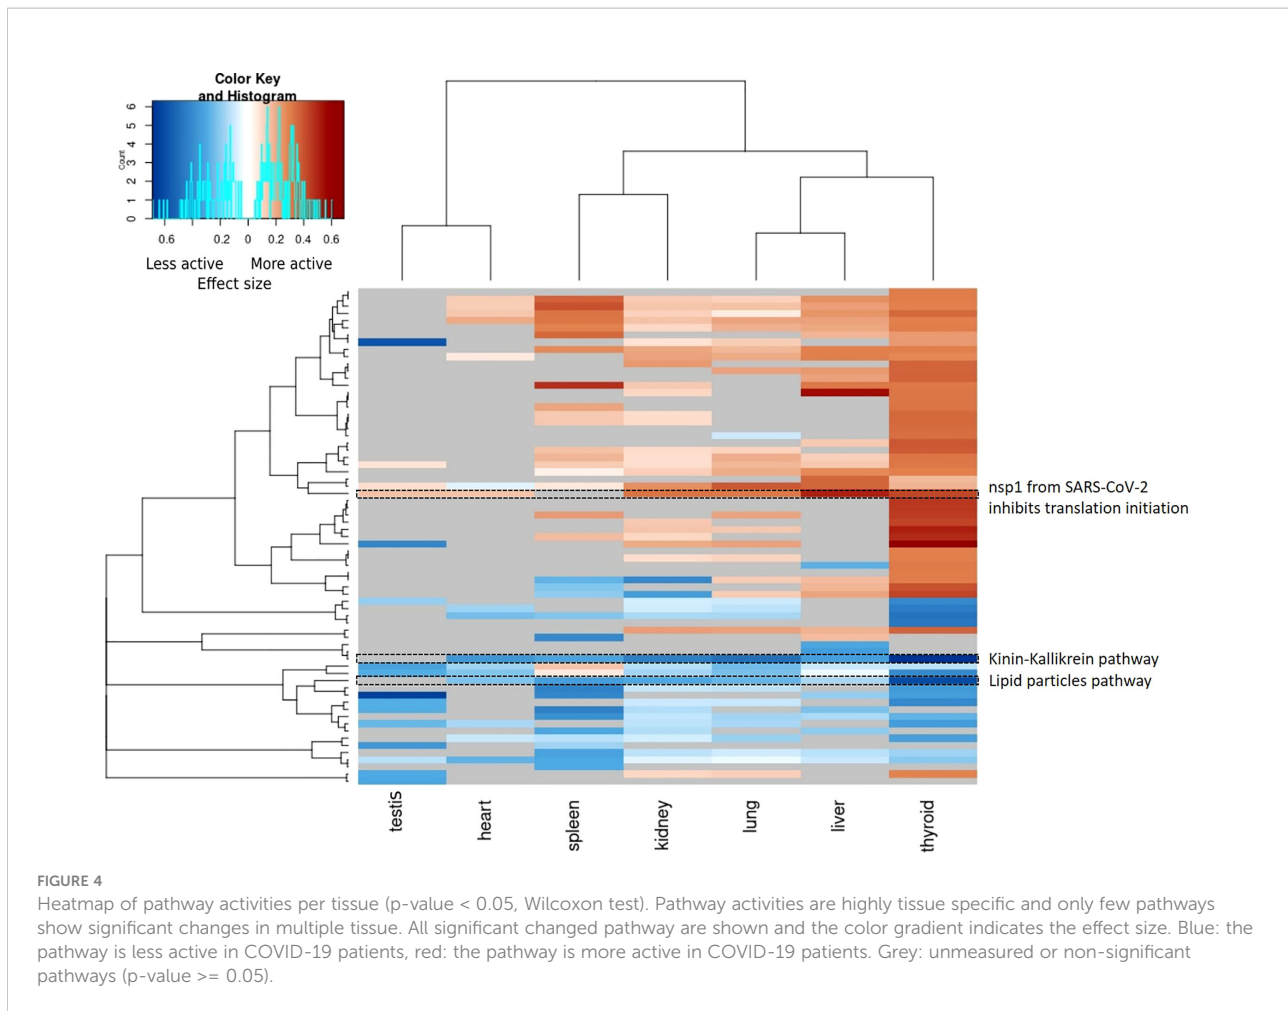 Color Key
and Histogram
Count
0 1 2 3 4 5 6
0.6 0.2 0 0.2 0.4 0.6
Less active More active
Effect size
nsp1 from SARS-CoV-2
inhibits translation initiation
Kinin-Kallikrein pathway
Lipid particles pathway
testis heart spleen kidney lung liver thyroid
FIGURE 4
Heatmap of pathway activities per tissue (p-value < 0.05, Wilcoxon test). Pathway activities are highly tissue specific and only few pathways
show significant changes in multiple tissue. All significant changed pathway are shown and the color gradient indicates the effect size. Blue: the
pathway is less active in COVID-19 patients, red: the pathway is more active in COVID-19 patients. Grey: unmeasured or non-significant
pathways (p-value >= 0.05).